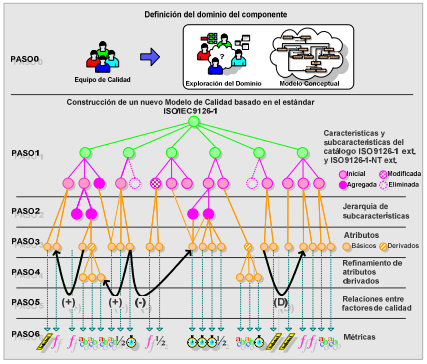 Definición del dominio del componente
PASO0
Equipo de Calidad
?
Exploración del Dominio
Modelo Conceptual
Construcción de un nuevo Modelo de Calidad basado en el estándar
ISO/IEC9126-1
PASO1
Características y
subcaracterísticas del
catálogo ISO9126-1 ext.
y ISO9126-1-NT ext.
Inicial
Modificada
Agregada
Eliminada
PASO2
Jerarquía de
subcaracterísticas
PASO3
Atributos
Básicos
Derivados
PASO4
Refinamiento de
atributos
derivados
PASO5
(+)
(+)
(-)
(D)
Relaciones entre
factores de calidad
PASO6
Métricas